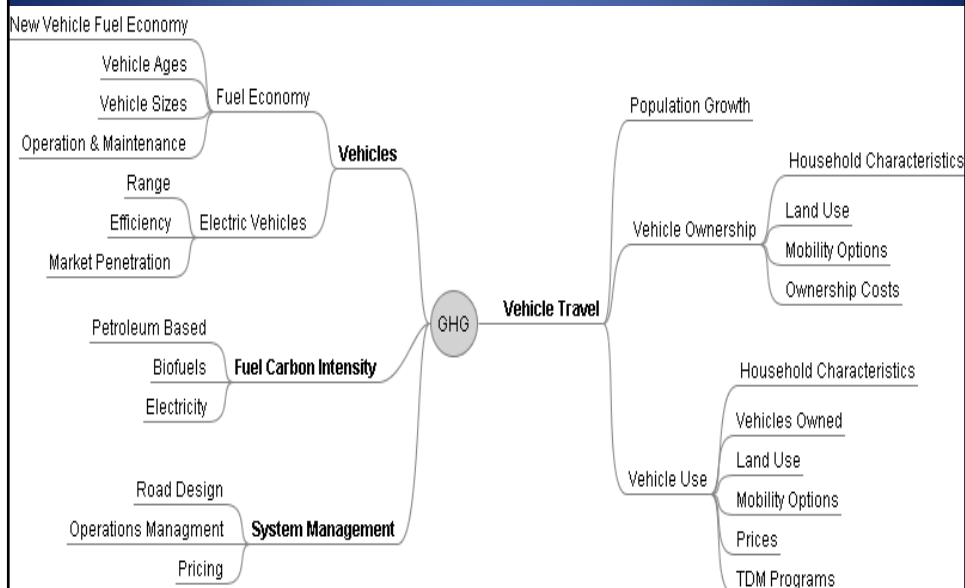 New Vehicle Fuel Economy
Vehicle Ages
Vehicle Sizes
Operation & Maintenance
Fuel Economy
Range
Efficiency
Market Penetration
Electric Vehicles
Vehicles
Petroleum Based
Biofuels
Electricity
Fuel Carbon Intensity
Road Design
Operations Managment
Pricing
System Management
GHG
Vehicle Travel
Population Growth
Vehicle Ownership
Household Characteristics
Land Use
Mobility Options
Ownership Costs
Vehicle Use
Household Characteristics
Vehicles Owned
Land Use
Mobility Options
Prices
TDM Programs